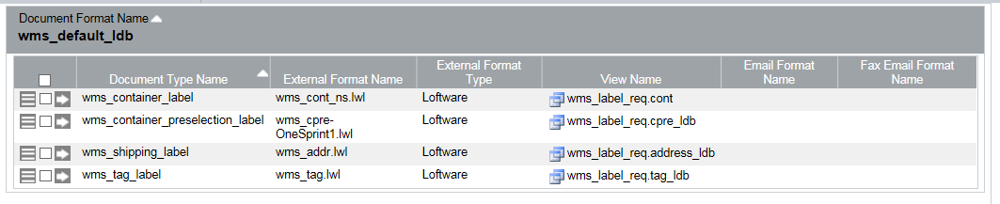 Document Format Name
wms_default_ldb
Document Type Name External Format Name External Format Type View Name Email Format Name Fax Email Format Name
wms_container_label wms_cont_ns.lwl Loftware wms_label_req.cont
wms_container_preselection_label wms_cpre-OneSprint1.lwl Loftware wms_label_req.cpre_ldb
wms_shipping_label wms_addr.lwl Loftware wms_label_req.address_ldb
wms_tag_label wms_tag.lwl Loftware wms_label_req.tag_ldb